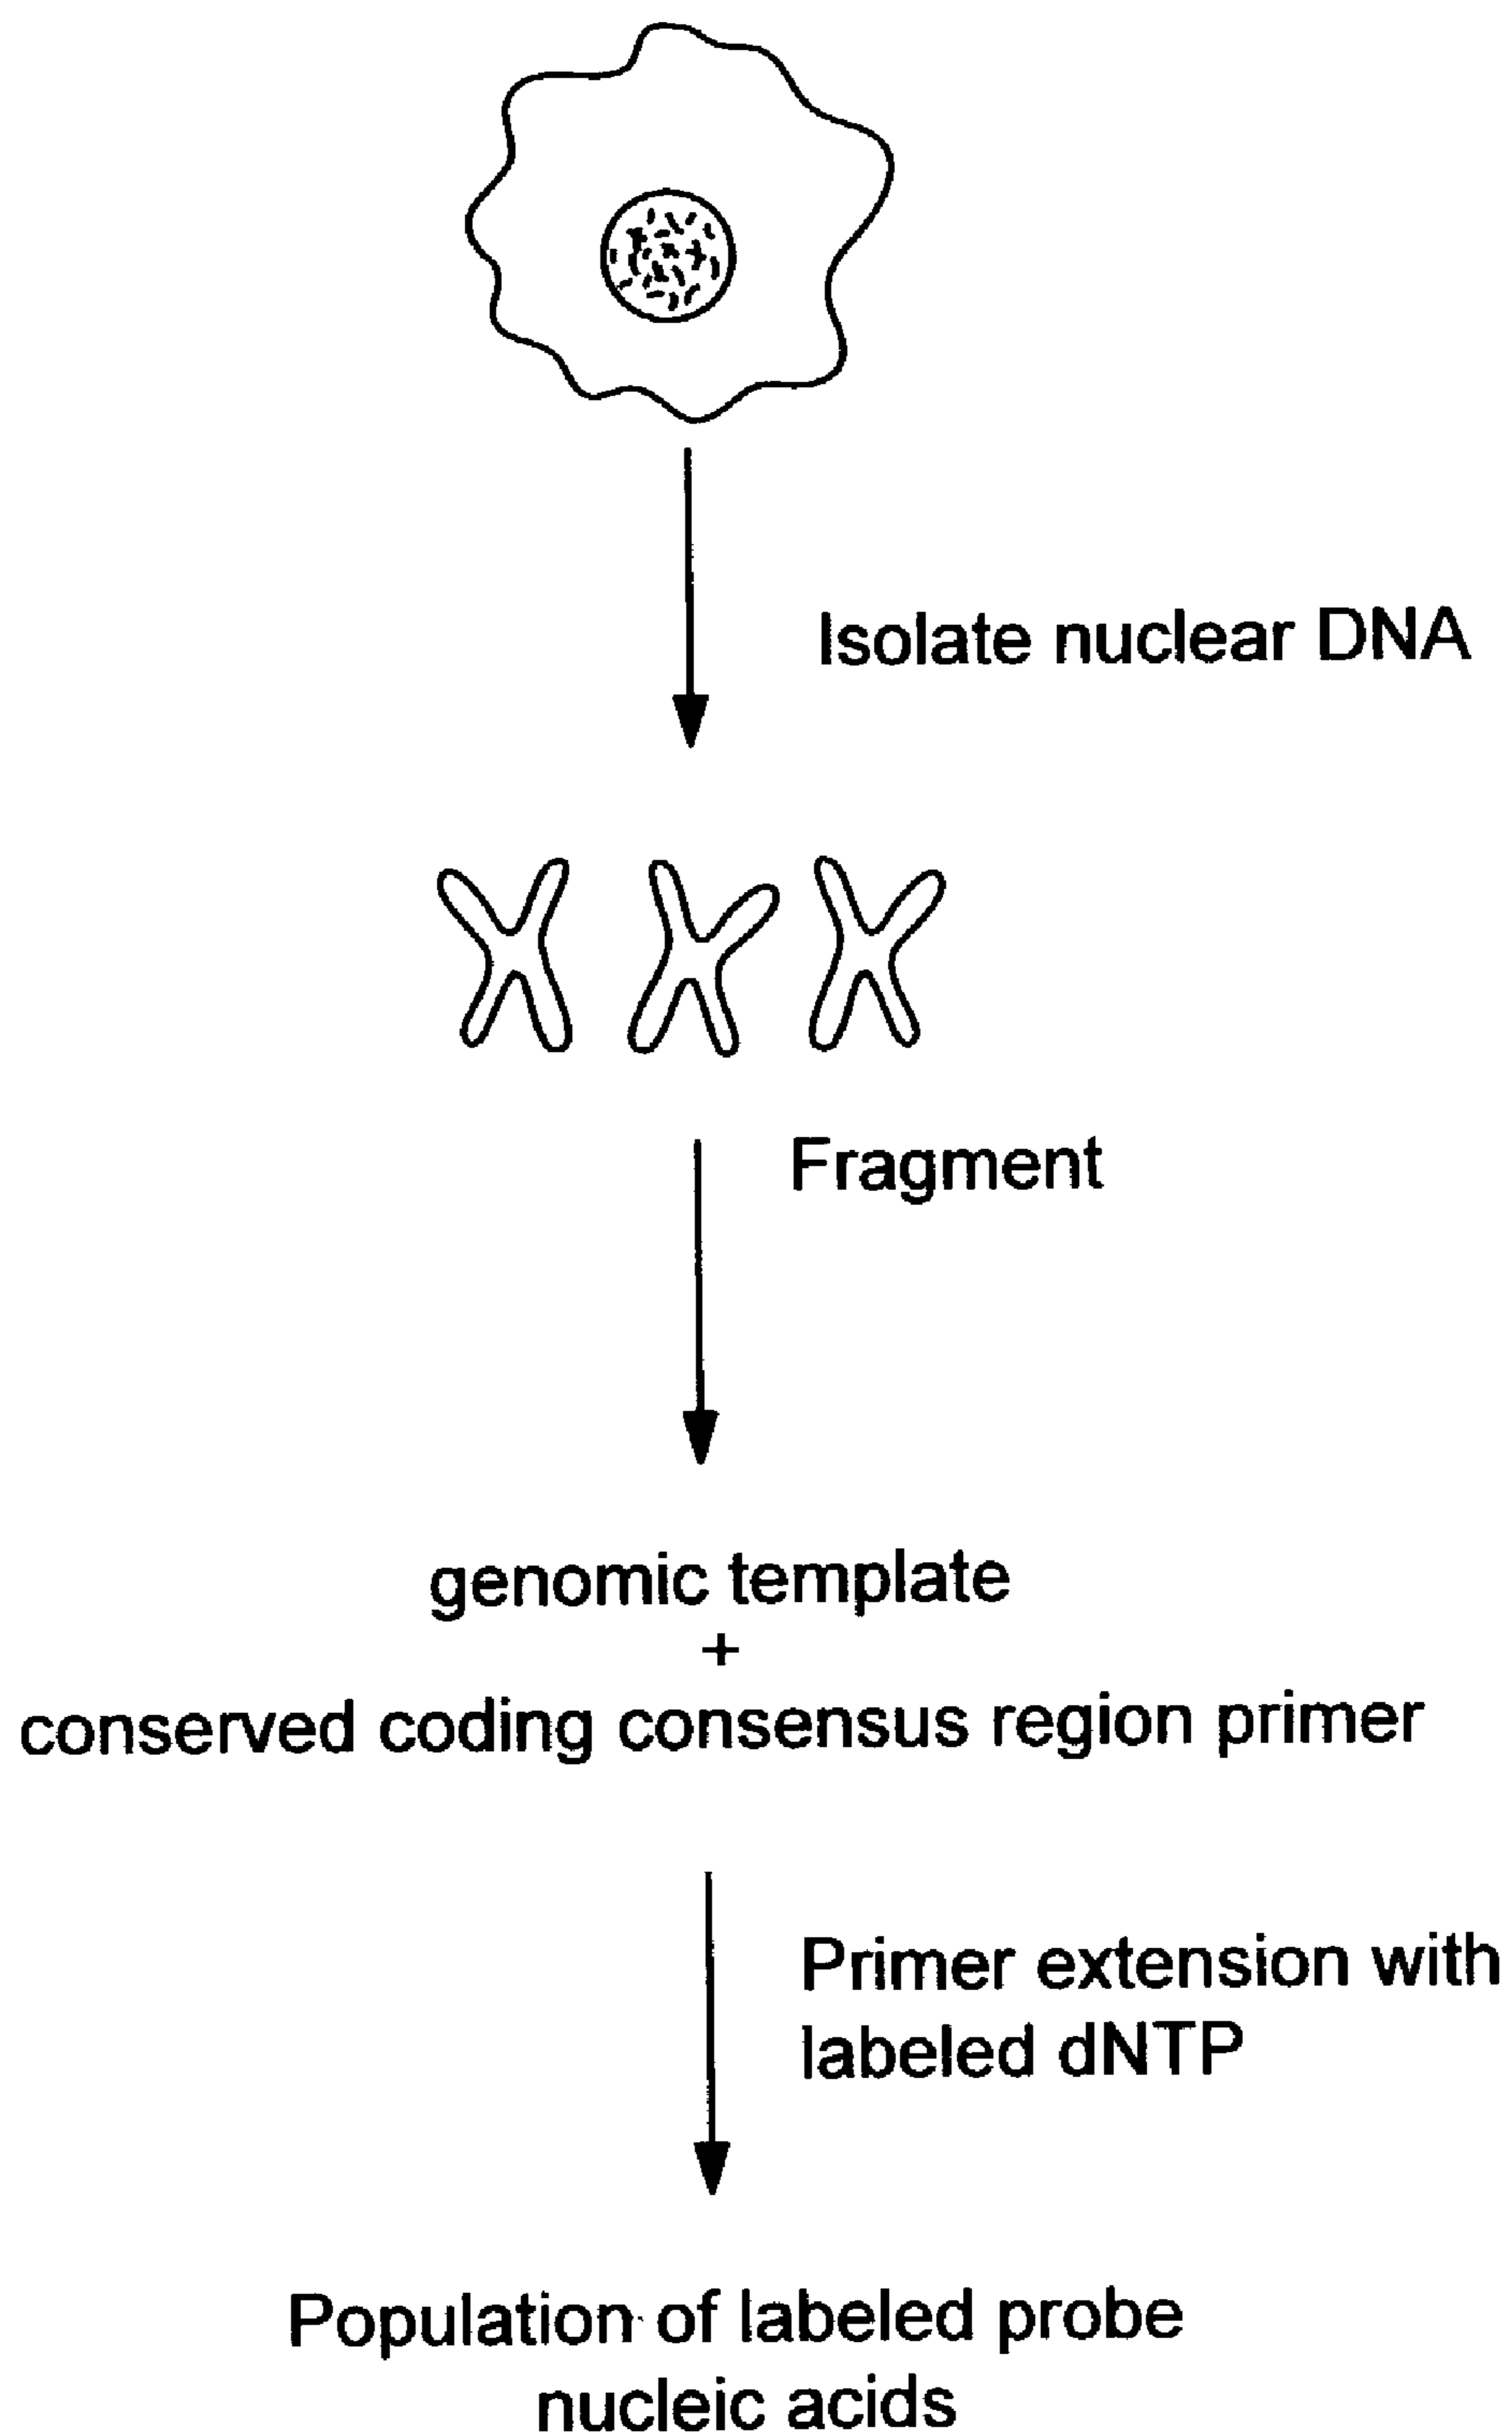 Isolate nuclear DNA
Fragment
genomic template
+
conserved coding consensus region primer
Primer extension with
labeled dNTP
Population of labeled probe
nucleic acids